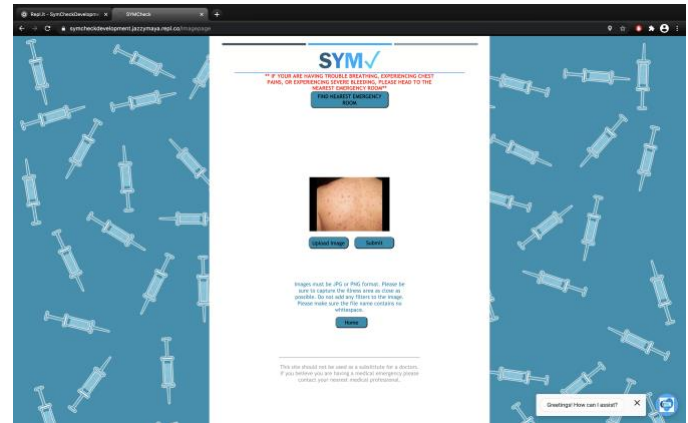 Repl.it - SymCheckDevelopme
SYMCheck
symcheckdevelopment.jazzymaya.repl.co/imagepage
SYM
** IF YOUR ARE HAVING TROUBLE BREATHING, EXPERIENCING CHEST
PAINS, OR EXPERIENCING SEVERE BLEEDING, PLEASE HEAD TO THE
NEAREST EMERGENCY ROOM**
FIND NEAREST EMERGENCY
ROOM
Upload Image
Submit
Images must be JPG or PNG format. Please be
sure to capture the illness area as close as
possible. Do not add any filters to the image.
Please make sure the file name contains no
whitespace.
Home
This site should not be used as a substitute for a doctors.
If you believe you are having a medical emergency please
contact your newest medical professional.
Greetings! How can I assist?